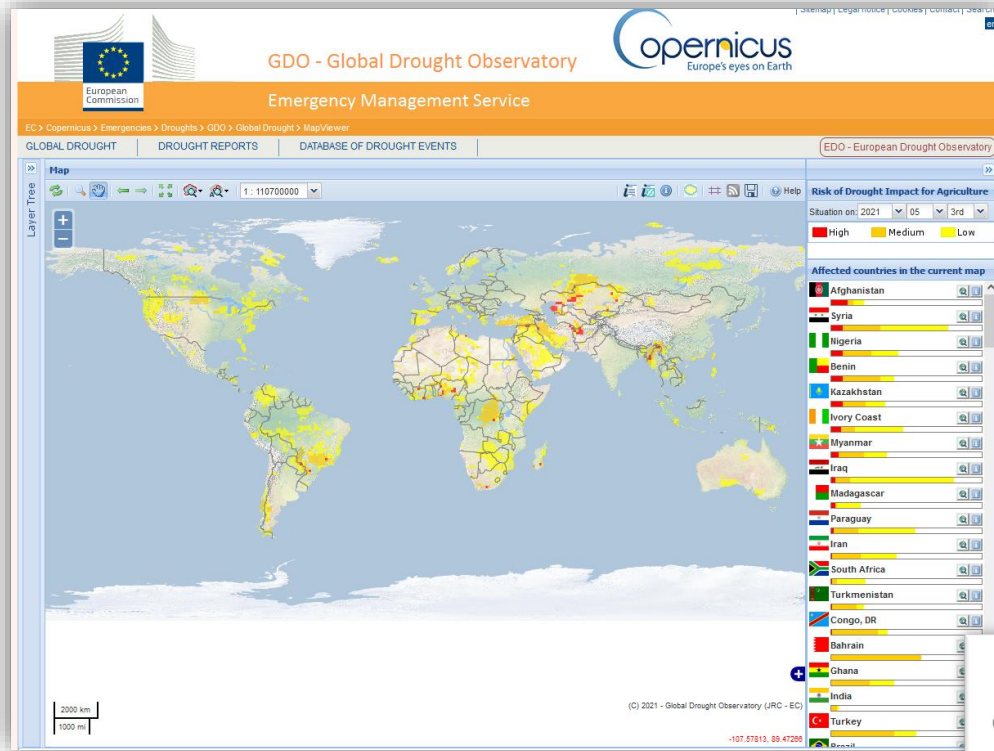 Sitemap | Legal notice | Cookies | Contact | Search
en
European
Commission
GDO - Global Drought Observatory
opernicus
Europe's eyes on Earth
Emergency Management Service
EC > Copernicus > Emergencies > Droughts > GDO > Global Drought > MapViewer
GLOBAL DROUGHT
DROUGHT REPORTS
DATABASE OF DROUGHT EVENTS
EDO - European Drought Observatory
Layer Tree
Map
1 : 110700000
Help
Risk of Drought Impact for Agriculture
Situation on: 2021 05 3rd
High Medium Low
Affected countries in the current map
Afghanistan
Syria
Nigeria
Benin
Kazakhstan
Ivory Coast
Myanmar
Iraq
Madagascar
Paraguay
Iran
South Africa
Turkmenistan
Congo, DR
Bahrain
Ghana
India
Turkey
Brazil
2000 km
1000 mi
(C) 2021 - Global Drought Observatory (JRC - EC)